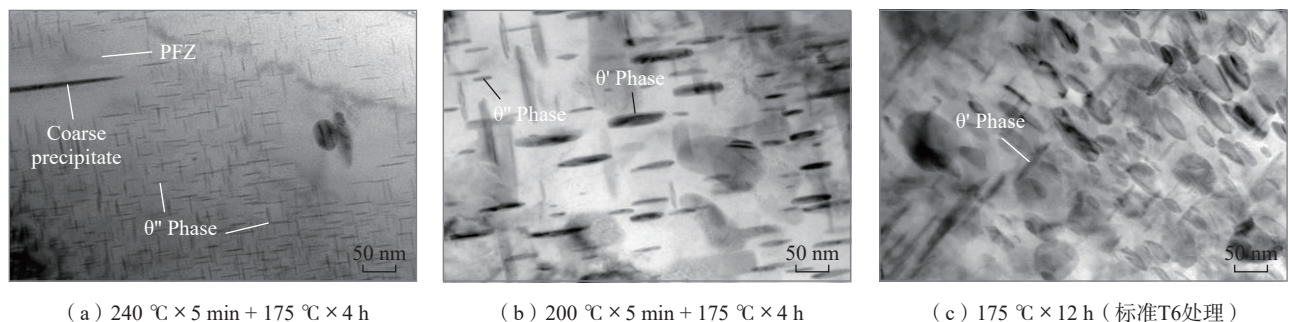 PFZ
Coarse
precipitate
θ'' Phase
50 nm
θ' Phase
θ'' Phase
50 nm
θ' Phase
50 nm
（a）240 ℃ × 5 min + 175 ℃ × 4 h
（b）200 ℃ × 5 min + 175 ℃ × 4 h
（c）175 ℃ × 12 h（标准T6处理）